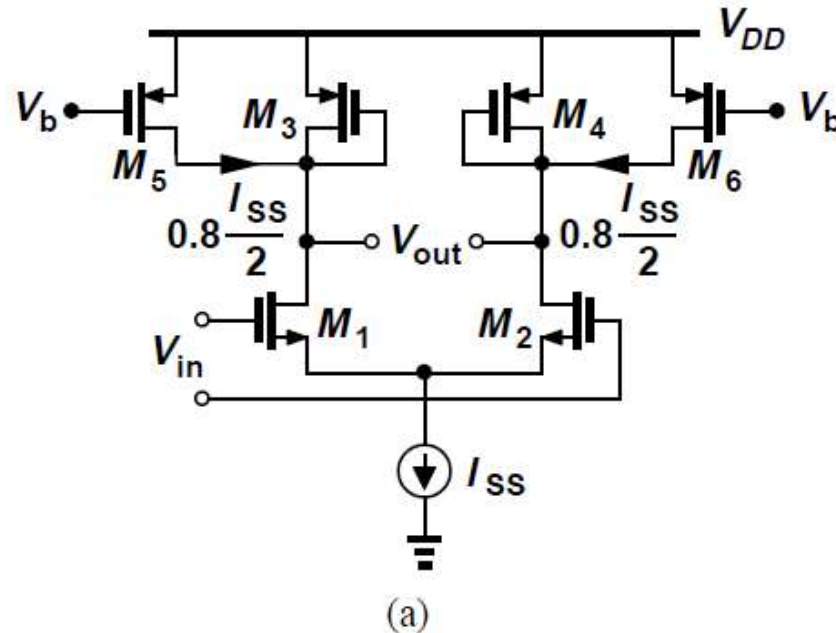 V_DD
V_b M_3 M_4 V_b
M_5 M_6
I_SS I_SS
0.8 2 V_out 0.8 2
M_1 M_2
V_in
I_SS
(a)